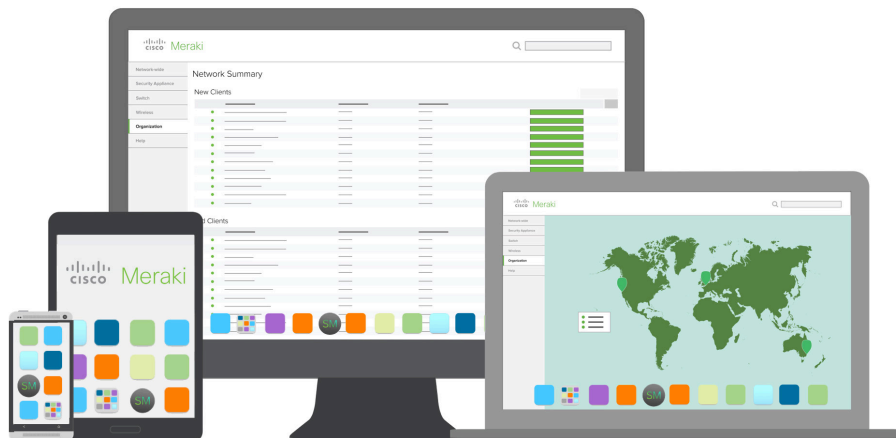 CISCO Meraki
Network-wide
Security Appliance
Switch
Wireless
Organization
Help
Network Summary
New Clients
d Clients
CISCO Meraki
Network-wide
Security Appliance
Switch
Wireless
Organization
Help
CISCO Meraki
SM
SM
SM
SM